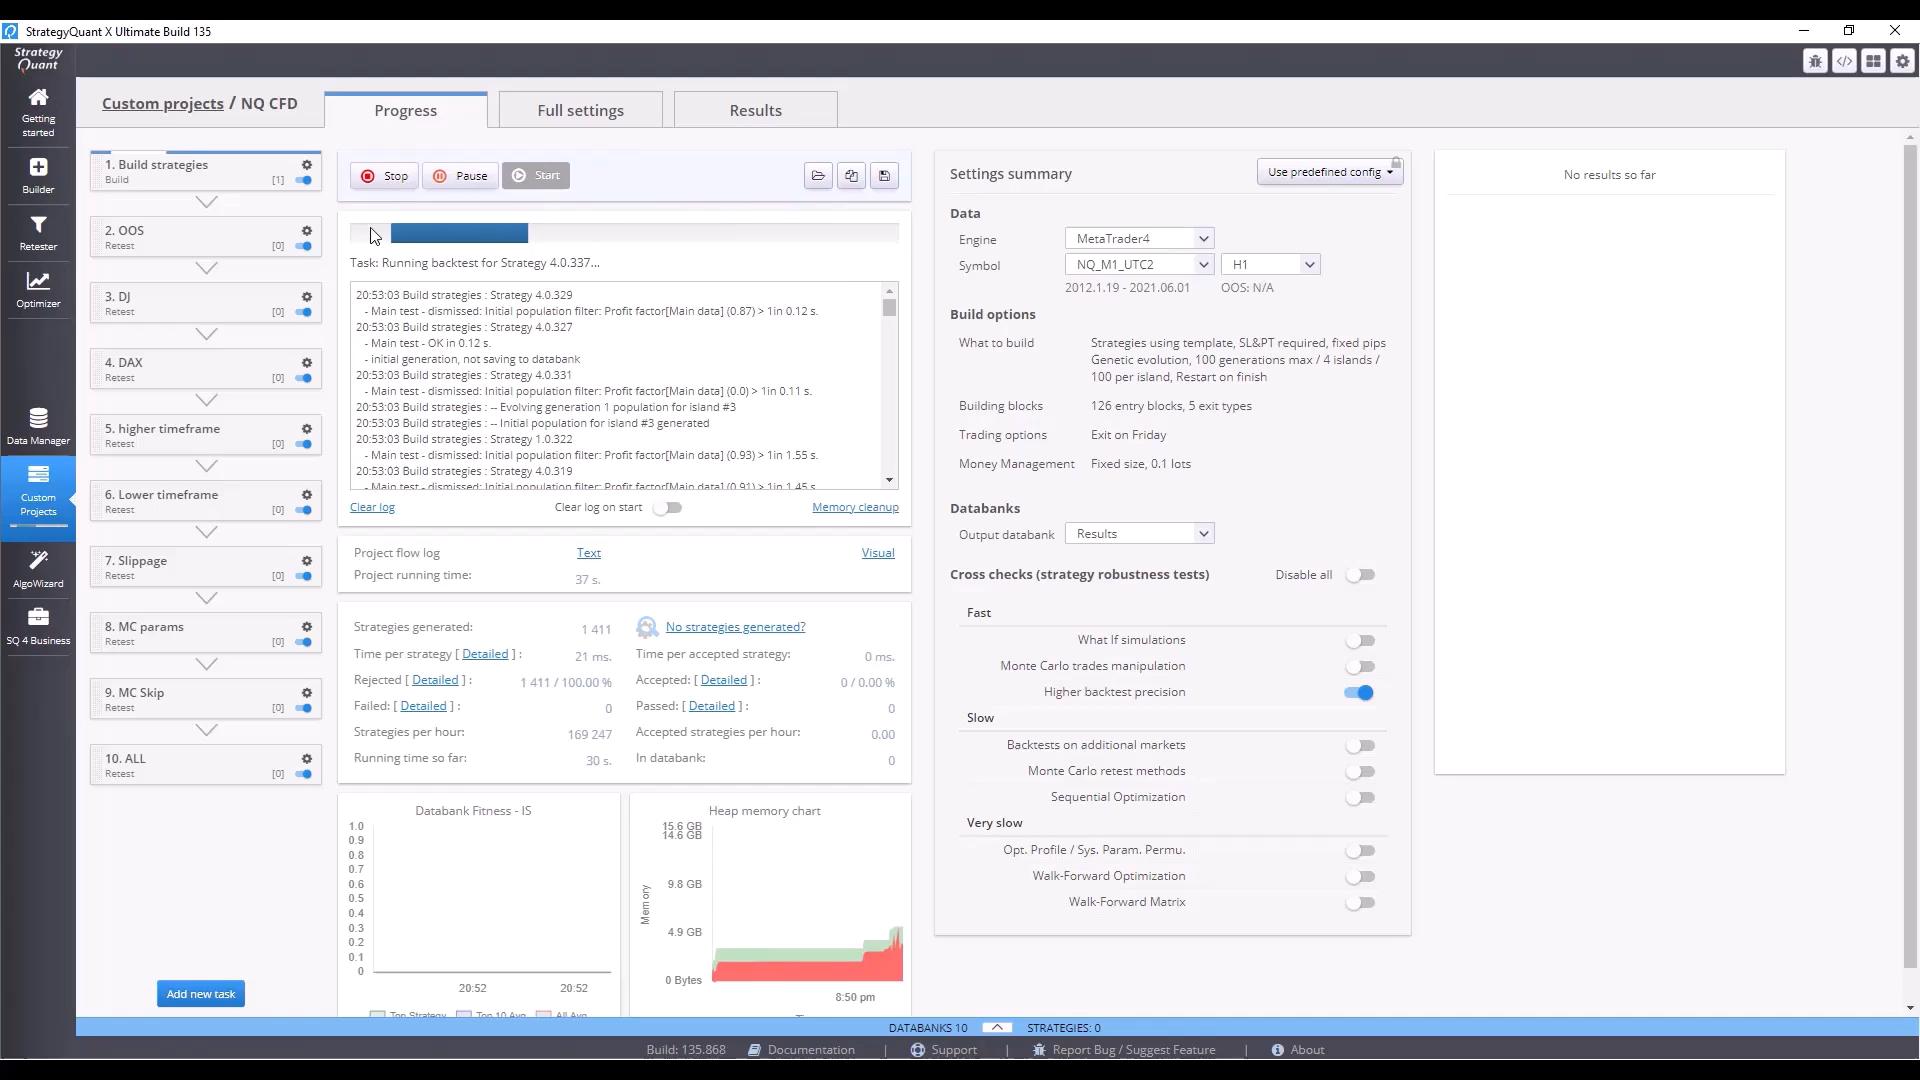 StrategyQuant X Ultimate Build 135
Strategy
Quant
Getting
started
Builder
Retester
Optimizer
Data Manager
Custom
Projects
AlgoWizard
SQ 4 Business
Custom projects / NQ CFD
Progress
Full settings
Results
1. Build strategies
Build [1]
2. OOS
Retest [0]
3. DJ
Retest [0]
4. DAX
Retest [0]
5. higher timeframe
Retest [0]
6. Lower timeframe
Retest [0]
7. Slippage
Retest [0]
8. MC params
Retest [0]
9. MC Skip
Retest [0]
10. ALL
Retest [0]
Add new task
Stop
Pause
Start
Task: Running backtest for Strategy 4.0.337...
20:53:03 Build strategies : Strategy 4.0.329
- Main test - dismissed: Initial population filter: Profit factor[Main data] (0.87) > 1in 0.12 s.
20:53:03 Build strategies : Strategy 4.0.327
- Main test - OK in 0.12 s.
- initial generation, not saving to databank
20:53:03 Build strategies : Strategy 4.0.331
- Main test - dismissed: Initial population filter: Profit factor[Main data] (0.0) > 1in 0.11 s.
20:53:03 Build strategies : -- Evolving generation 1 population for island #3
20:53:03 Build strategies : -- Initial population for island #3 generated
20:53:03 Build strategies : Strategy 1.0.322
- Main test - dismissed: Initial population filter: Profit factor[Main data] (0.93) > 1in 1.55 s.
20:53:03 Build strategies : Strategy 4.0.319
- Main test - dismissed: Initial population filter: Profit factor[Main data] (0.91) > 1in 1.45 s.
Clear log
Clear log on start
Memory cleanup
Project flow log Text Visual
Project running time: 37 s.
Strategies generated: 1 411 No strategies generated?
Time per strategy [ Detailed ] : 21 ms. Time per accepted strategy: 0 ms.
Rejected [ Detailed ] : 1 411 / 100.00 % Accepted: [ Detailed ] : 0 / 0.00 %
Failed: [ Detailed ] : 0 Passed: [ Detailed ] : 0
Strategies per hour: 169 247 Accepted strategies per hour: 0.00
Running time so far: 30 s. In databank: 0
Databank Fitness - IS
1.0
0.9
0.8
0.7
0.6
0.5
0.4
0.3
0.2
0.1
0
20:52 20:52
Top Strategy Top 10 Avg All Avg
Heap memory chart
Memory
15.6 GB
14.6 GB
9.8 GB
4.9 GB
0 Bytes
8:50 pm
Settings summary
Use predefined config
Data
Engine MetaTrader4
Symbol NQ_M1_UTC2 H1
2012.1.19 - 2021.06.01 OOS: N/A
Build options
What to build Strategies using template, SL&PT required, fixed pips
Genetic evolution, 100 generations max / 4 islands /
100 per island, Restart on finish
Building blocks 126 entry blocks, 5 exit types
Trading options Exit on Friday
Money Management Fixed size, 0.1 lots
Databanks
Output databank Results
Cross checks (strategy robustness tests) Disable all
Fast
What If simulations
Monte Carlo trades manipulation
Higher backtest precision
Slow
Backtests on additional markets
Monte Carlo retest methods
Sequential Optimization
Very slow
Opt. Profile / Sys. Param. Permu.
Walk-Forward Optimization
Walk-Forward Matrix
No results so far
DATABANKS 10 STRATEGIES: 0
Build: 135.868 Documentation | Support | Report Bug / Suggest Feature | About